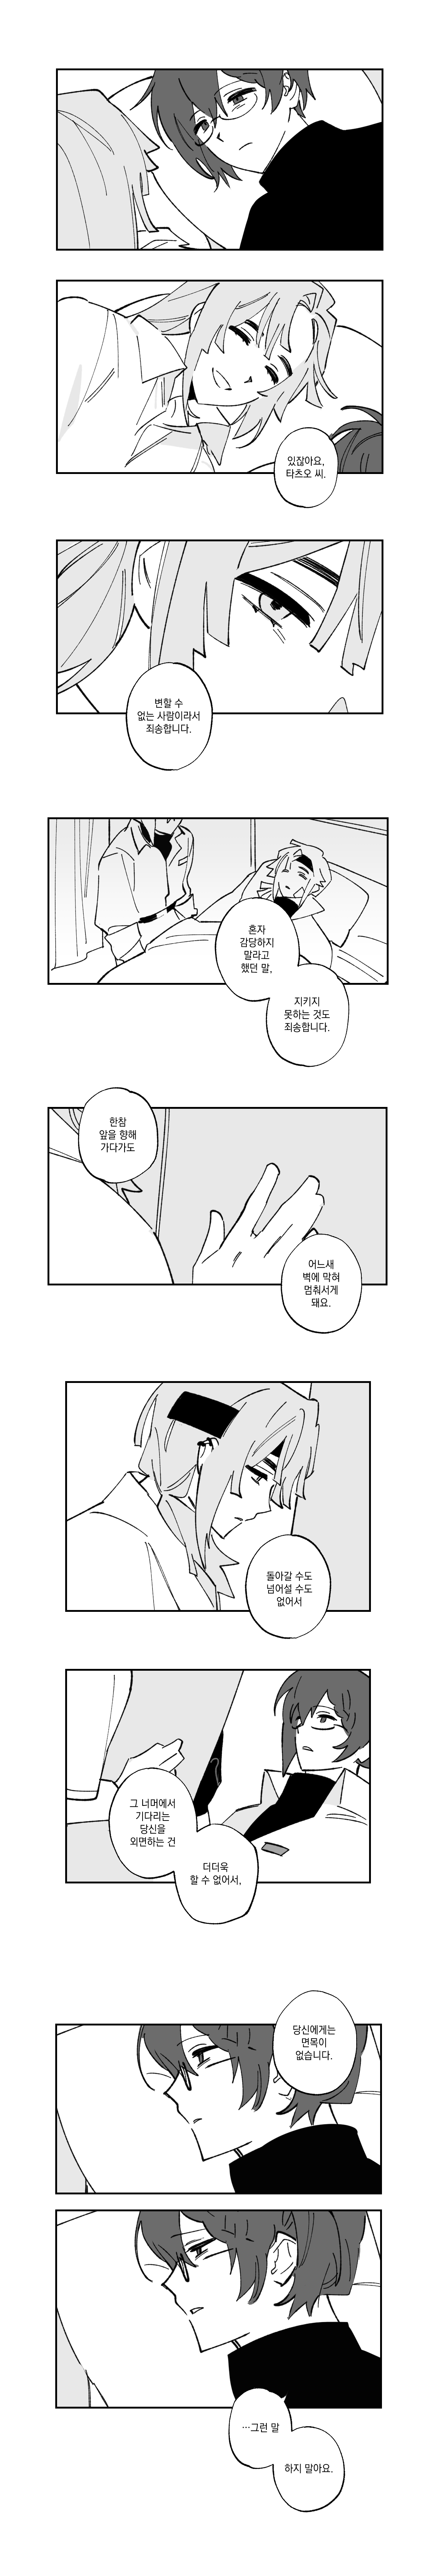 있잖아요,
타츠오 씨.
변할 수
없는 사람이라서
죄송합니다.
혼자
감당하지
말라고
했던 말,
지키지
못하는 것도
죄송합니다.
한참
앞을 향해
가다가도
어느새
벽에 막혀
멈춰서게
돼요.
돌아갈 수도
넘어설 수도
없어서
그 너머에서
기다리는
당신을
외면하는 건
더더욱
할 수 없어서,
당신에게는
면목이
없습니다.
…그런 말
하지 말아요.